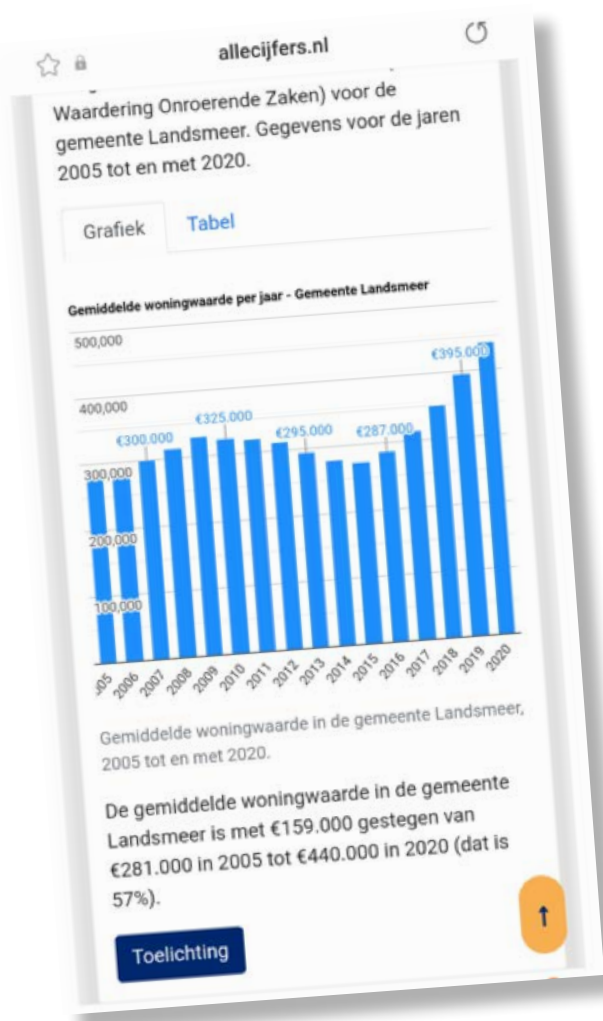 allecijfers.nl
Waardering Onroerende Zaken) voor de
gemeente Landsmeer. Gegevens voor de jaren
2005 tot en met 2020.
Grafiek Tabel
Gemiddelde woningwaarde per jaar - Gemeente Landsmeer
500,000
400,000
300,000
200,000
100,000
€300.000
€325.000
€295.000
€287.000
€395.000
2006 2007 2008 2009 2010 2011 2012 2013 2014 2015 2016 2017 2018 2019 2020
Gemiddelde woningwaarde in de gemeente Landsmeer,
2005 tot en met 2020.
De gemiddelde woningwaarde in de gemeente
Landsmeer is met €159.000 gestegen van
€281.000 in 2005 tot €440.000 in 2020 (dat is
57%).
Toelichting